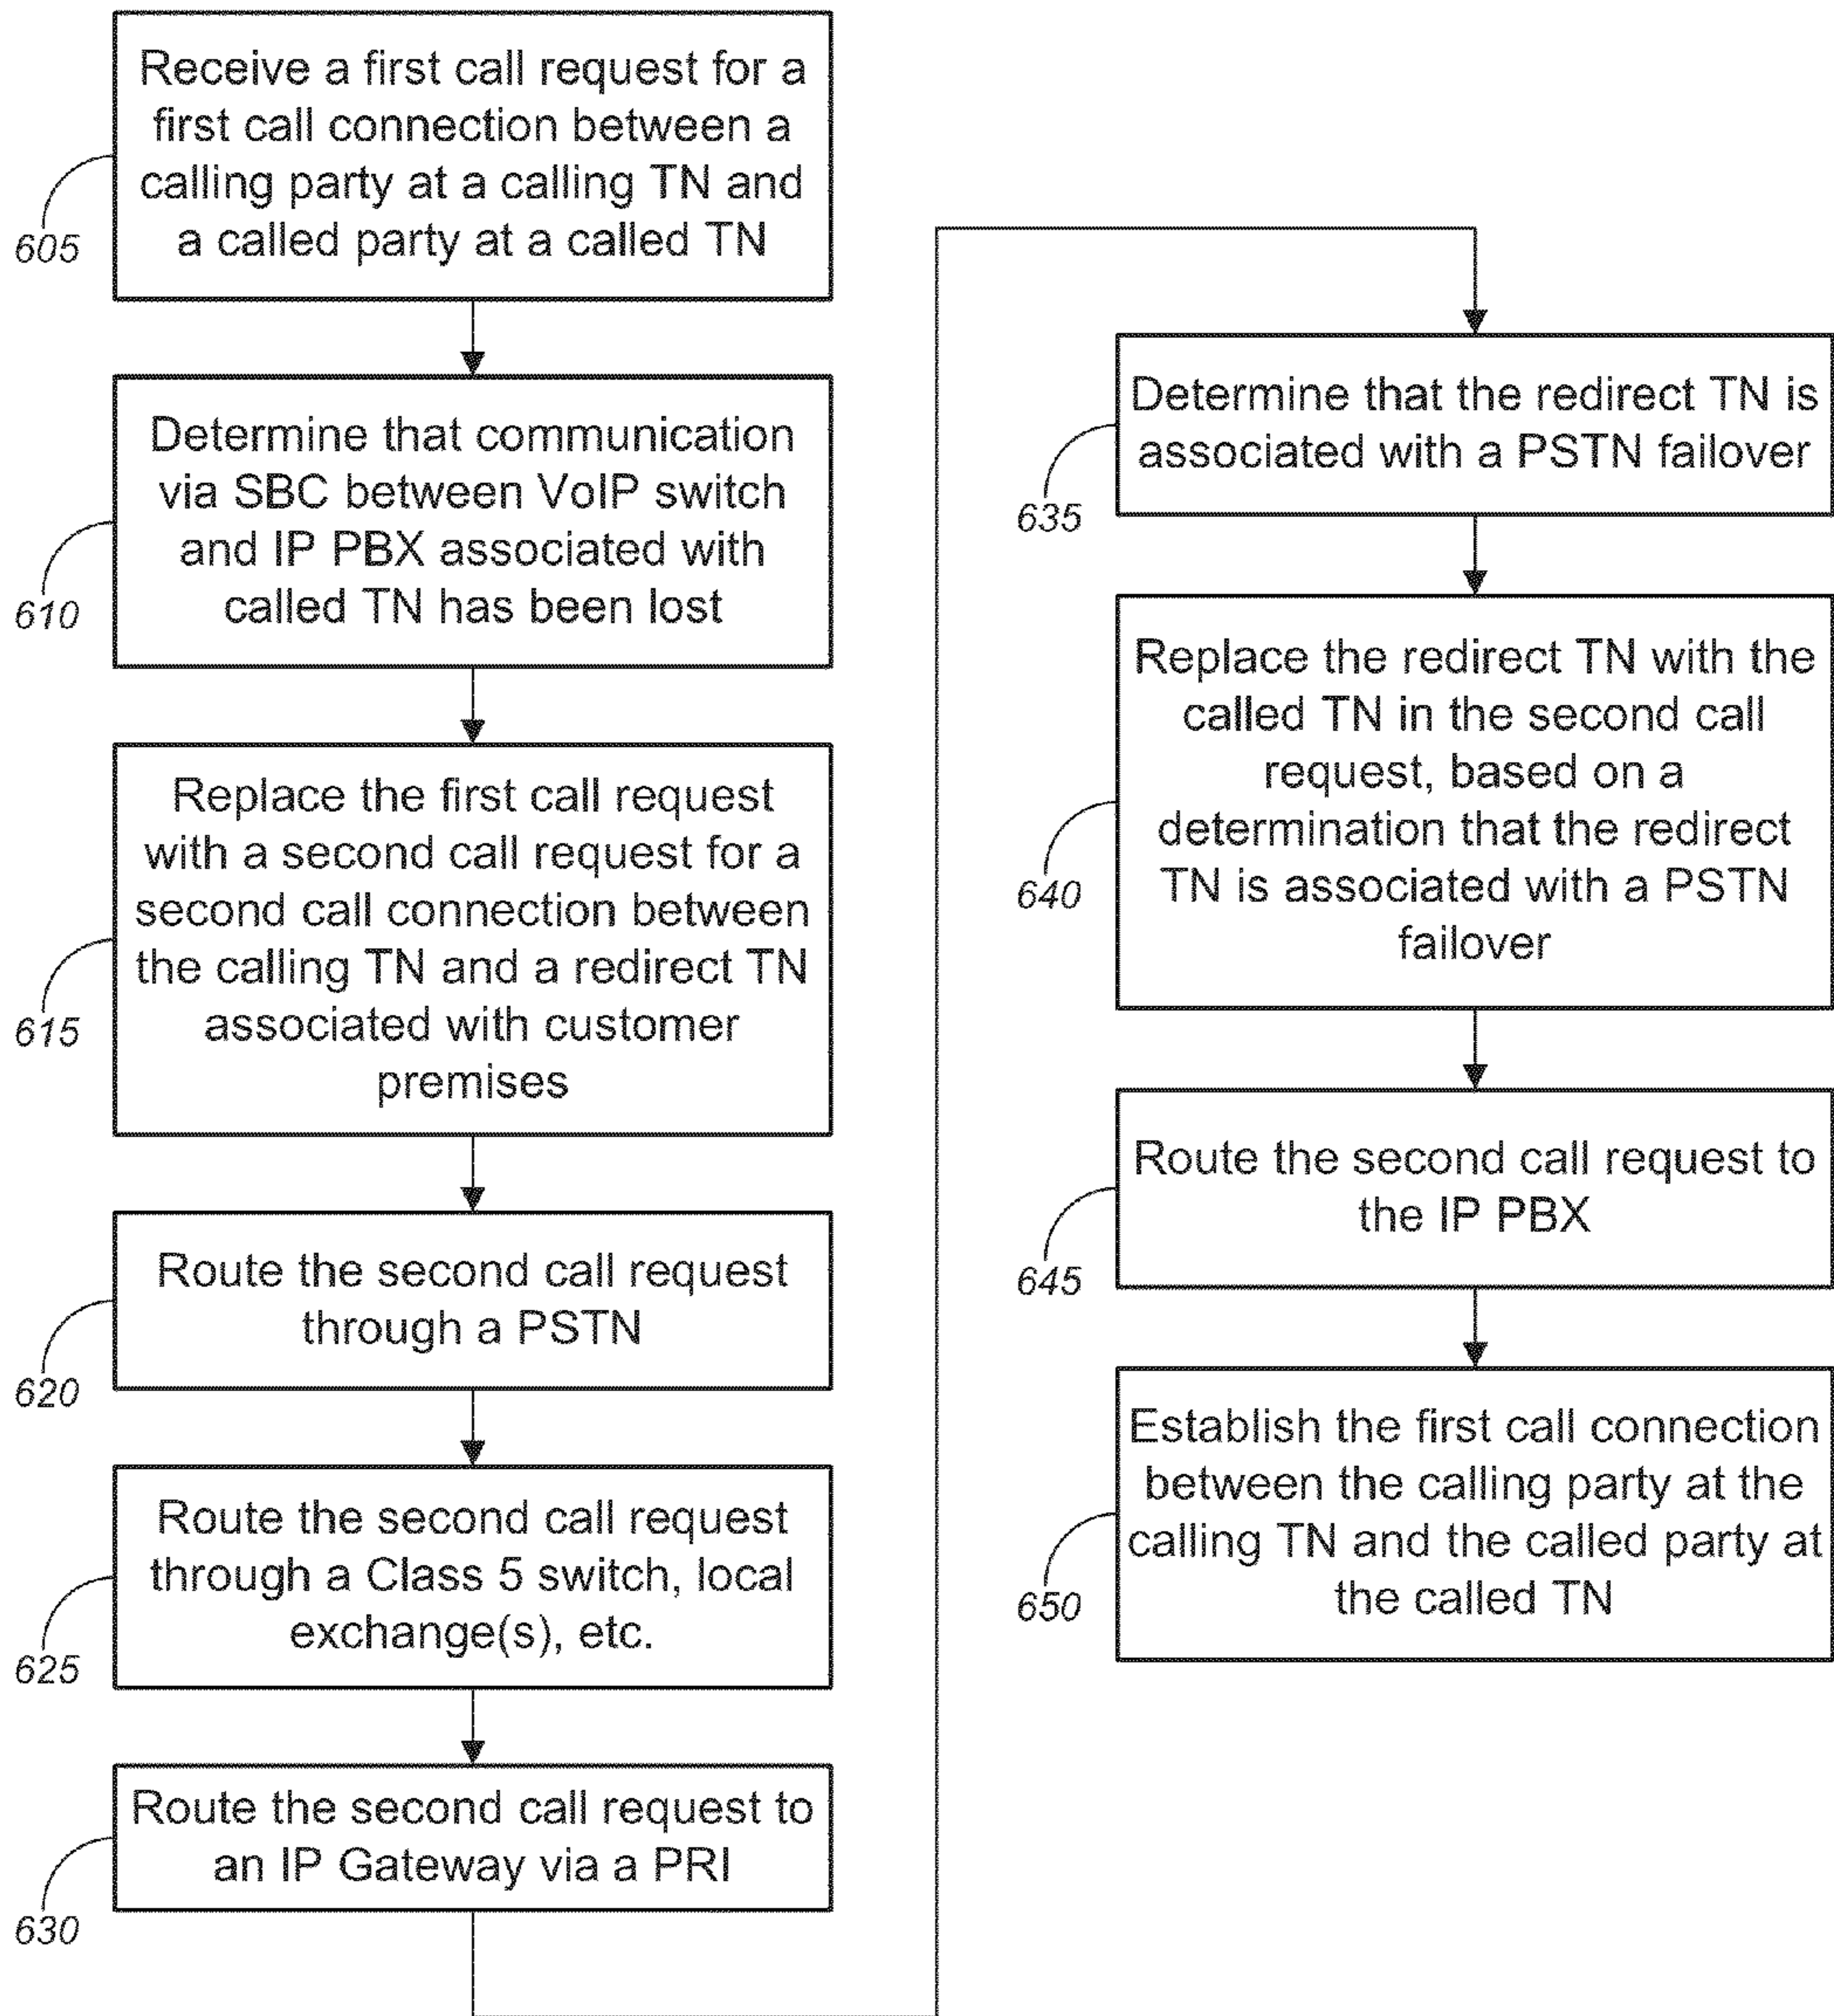 Receive a first call request for a
first call connection between a
calling party at a calling TN and
a called party at a called TN
605
Determine that communication
via SBC between VoIP switch
and IP PBX associated with
called TN has been lost
610
Replace the first call request
with a second call request for a
second call connection between
the calling TN and a redirect TN
associated with customer
premises
615
Route the second call request
through a PSTN
620
Route the second call request
through a Class 5 switch, local
exchange(s), etc.
625
Route the second call request to
an IP Gateway via a PRI
630
Determine that the redirect TN is
associated with a PSTN failover
635
Replace the redirect TN with the
called TN in the second call
request, based on a
determination that the redirect
TN is associated with a PSTN
failover
640
Route the second call request to
the IP PBX
645
Establish the first call connection
between the calling party at the
calling TN and the called party at
the called TN
650